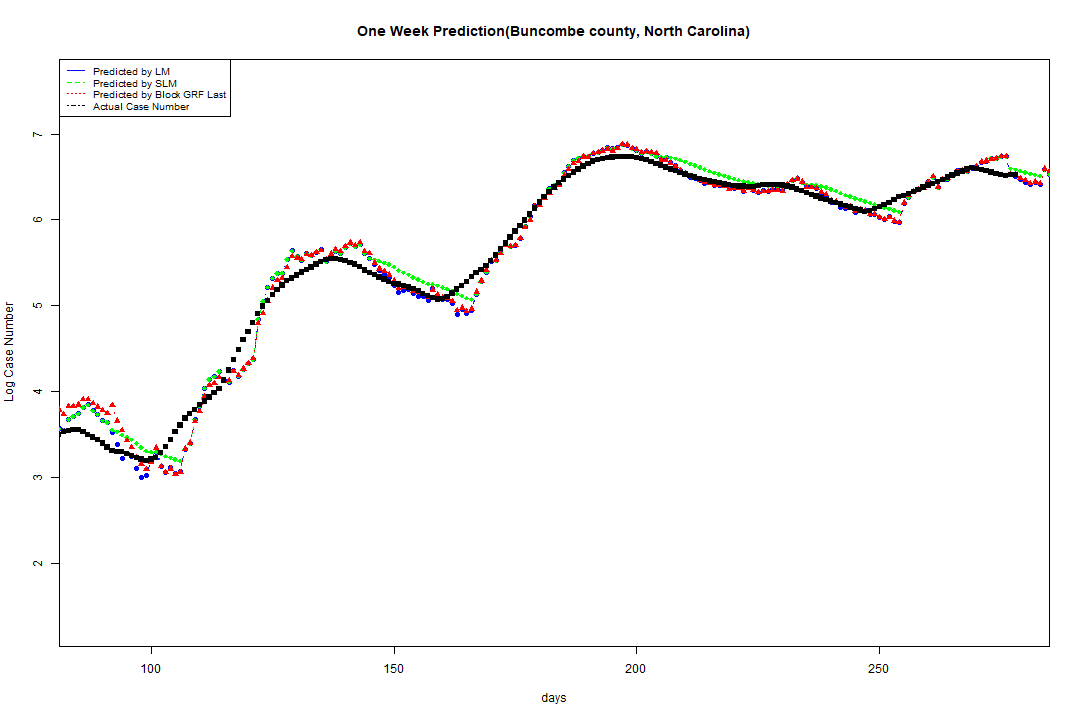 One Week Prediction(Buncombe county, North Carolina)
Predicted by LM
Predicted by SLM
Predicted by Block GRF Last
Actual Case Number
7
6
5
4
3
2
Log Case Number
100 150 200 250
days